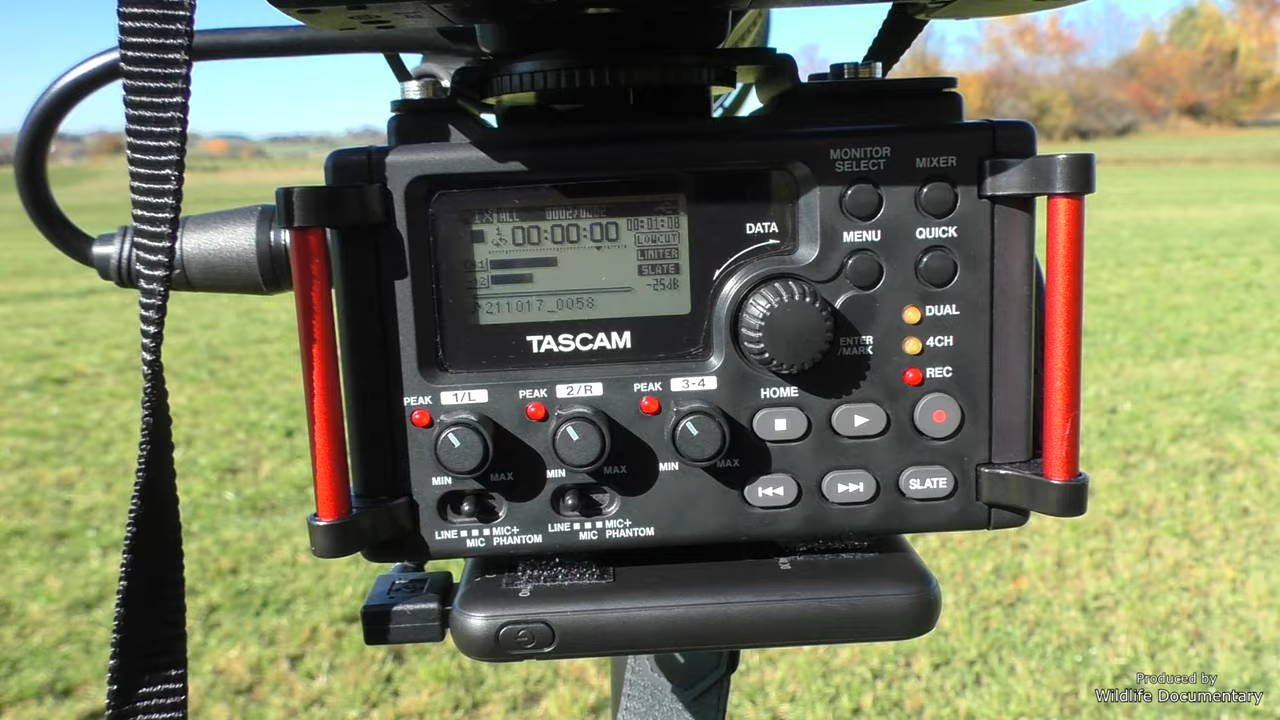 MONITOR
SELECT
MIXER
ALL 0002/0002
00:00:00
00:01:08
LOWCUT
LIMITER
SLATE
-25dB
211017_0058
TASCAM
DATA
MENU
QUICK
ENTER
/MARK
DUAL
4CH
REC
HOME
PEAK 1/L
PEAK 2/R
PEAK 3-4
MIN MAX
MIN MAX
MIN MAX
SLATE
LINE MIC+
MIC PHANTOM
LINE MIC+
MIC PHANTOM
Produced by
Wildlife Documentary